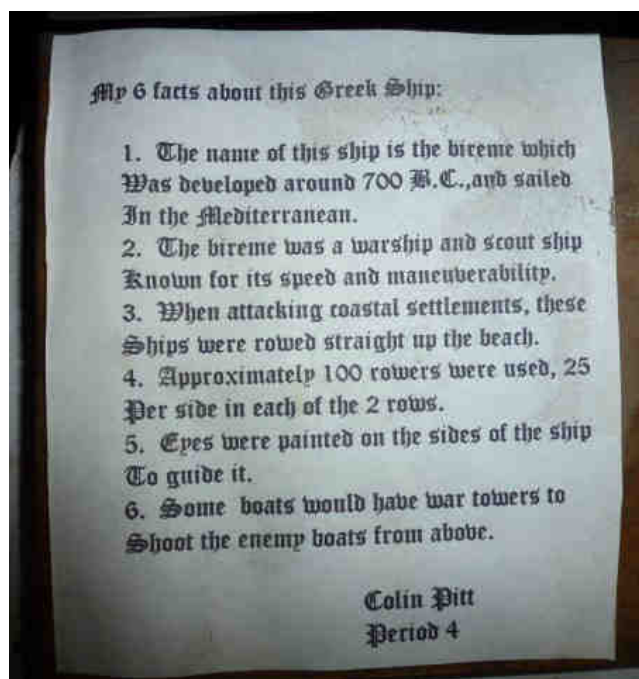 My 6 facts about this Greek Ship:
1. The name of this ship is the bireme which
Was developed around 700 B.C.,and sailed
In the Mediterranean.
2. The bireme was a warship and scout ship
Known for its speed and maneuverability.
3. When attacking coastal settlements, these
Ships were rowed straight up the beach.
4. Approximately 100 rowers were used, 25
Per side in each of the 2 rows.
5. Eyes were painted on the sides of the ship
To guide it.
6. Some boats would have war towers to
Shoot the enemy boats from above.
Colin Pitt
Period 4